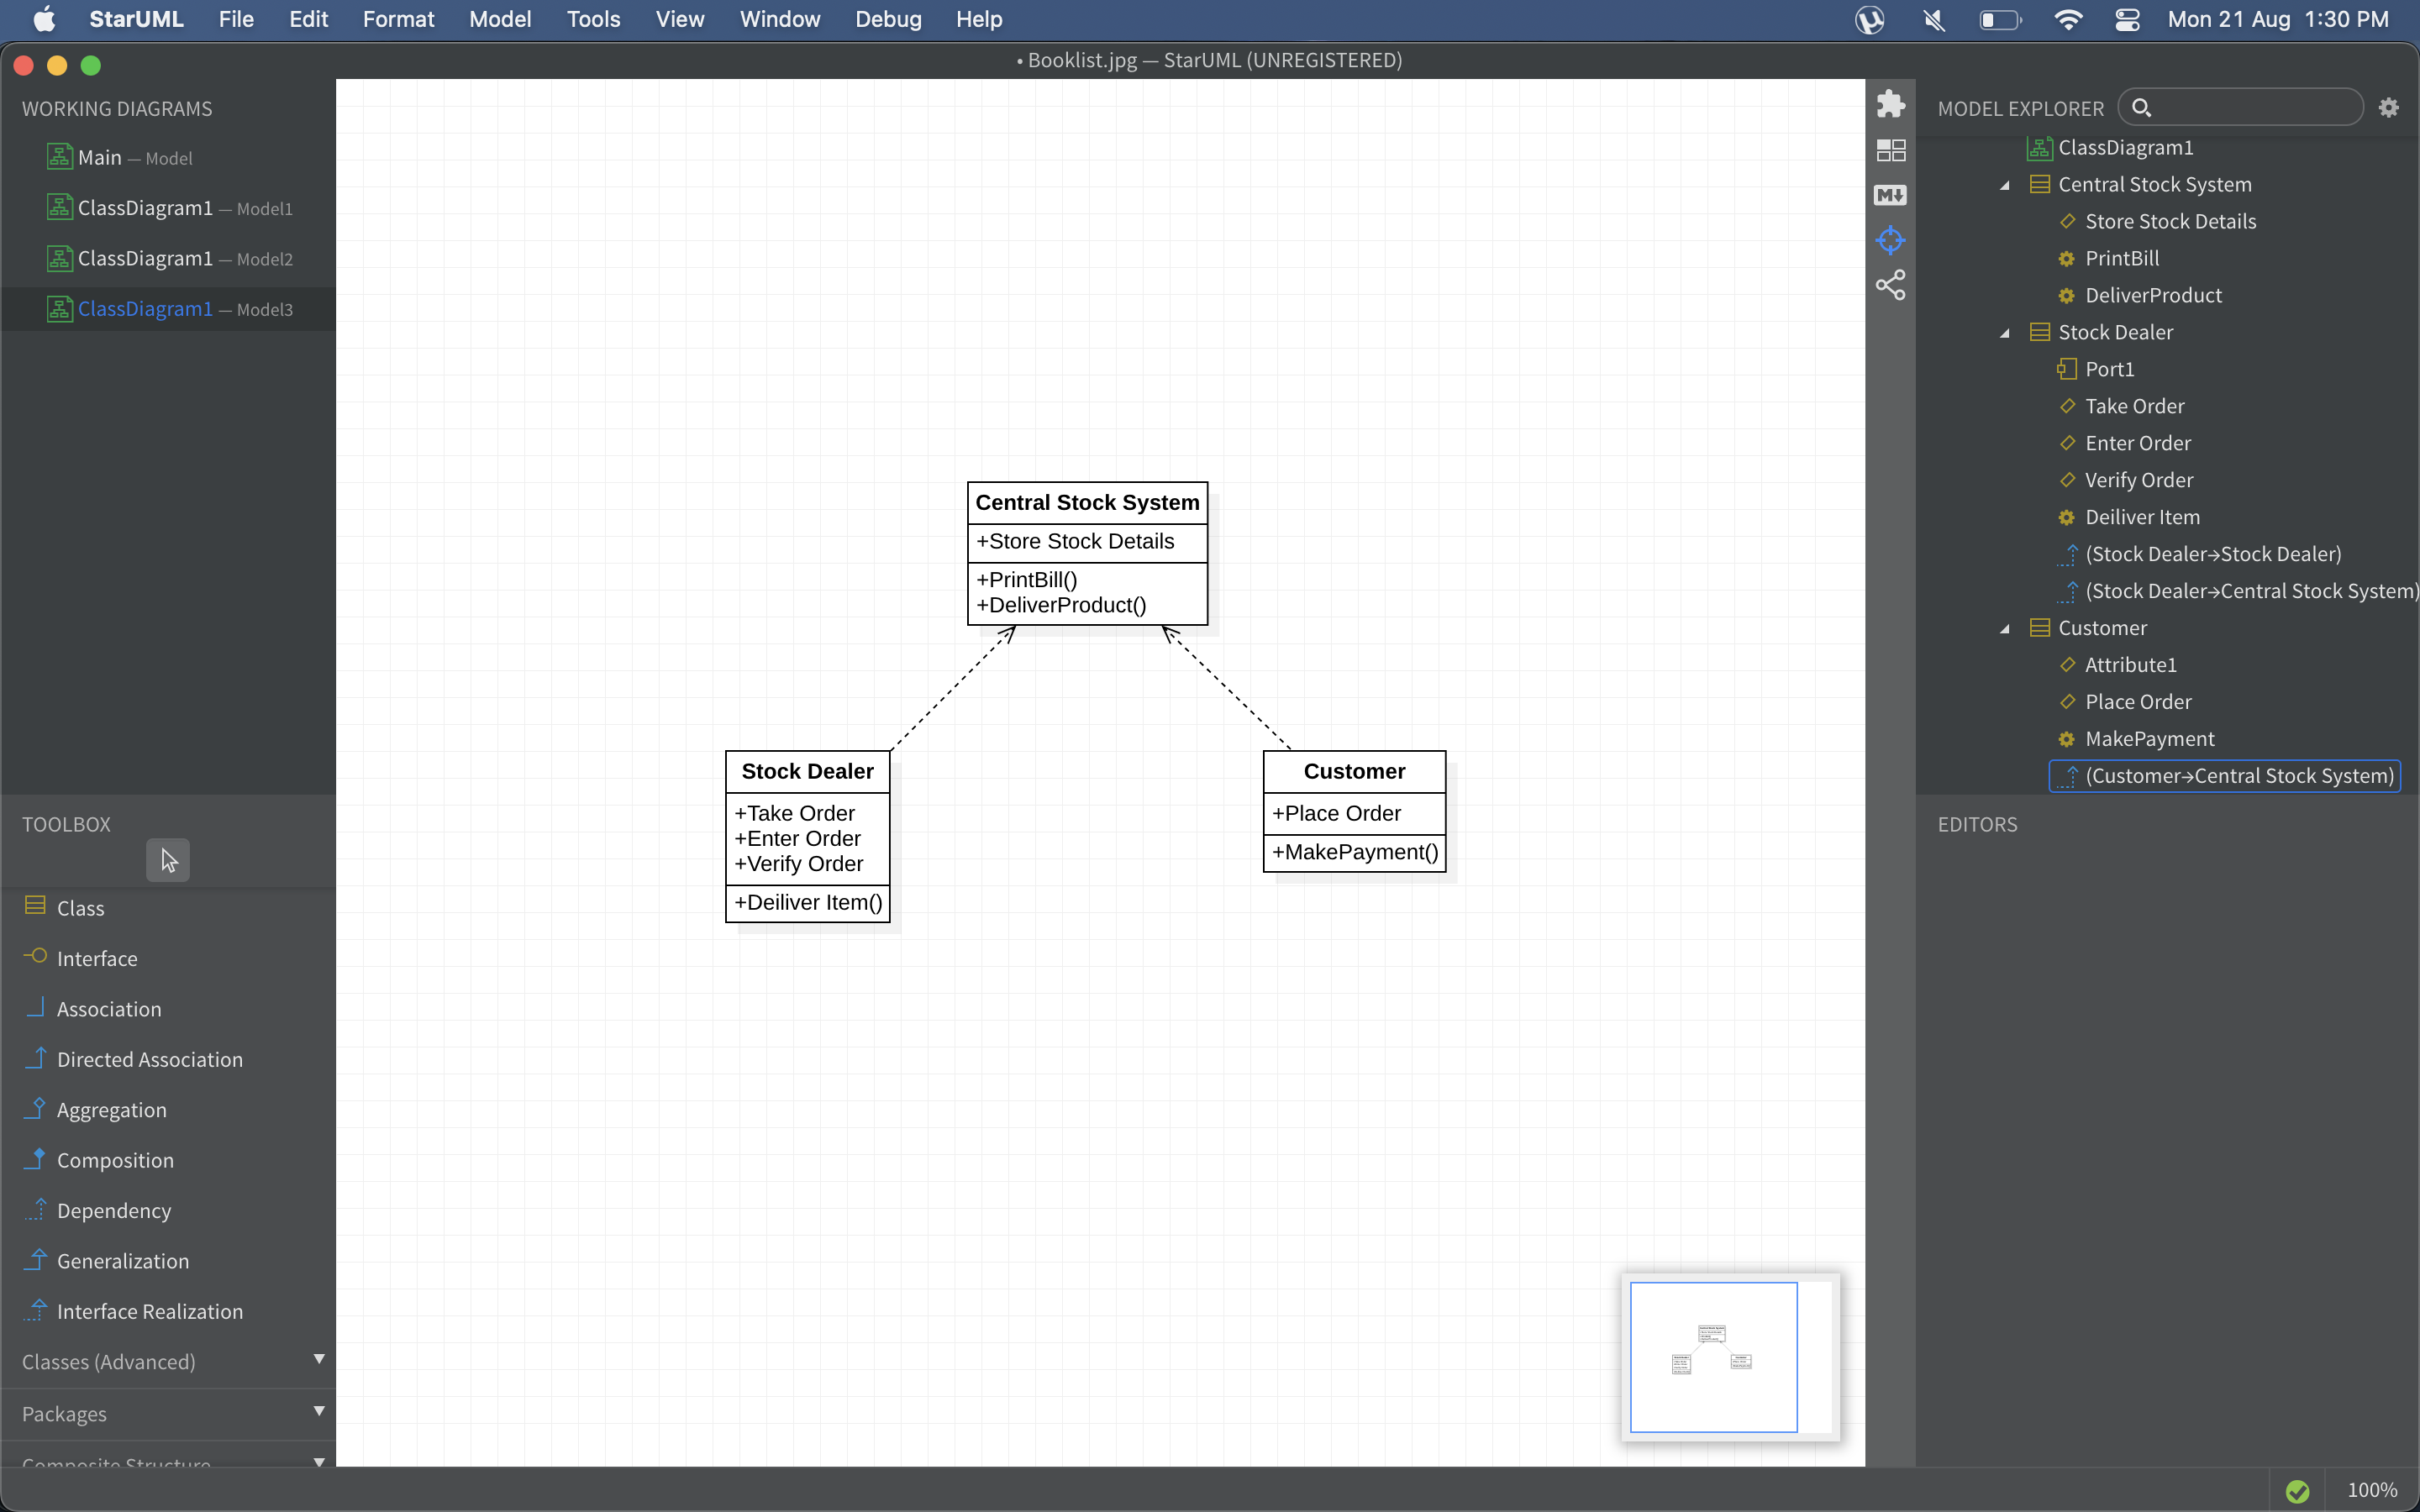 StarUML File Edit Format Model Tools View Window Debug Help Mon 21 Aug 1:30 PM
• Booklist.jpg — StarUML (UNREGISTERED)
WORKING DIAGRAMS
Main — Model
ClassDiagram1 — Model1
ClassDiagram1 — Model2
ClassDiagram1 — Model3
TOOLBOX
Class
Interface
Association
Directed Association
Aggregation
Composition
Dependency
Generalization
Interface Realization
Classes (Advanced)
Packages
Composite Structure
Central Stock System
+Store Stock Details
+PrintBill()
+DeliverProduct()
Stock Dealer
+Take Order
+Enter Order
+Verify Order
+Deiliver Item()
Customer
+Place Order
+MakePayment()
M
MODEL EXPLORER
ClassDiagram1
Central Stock System
Store Stock Details
PrintBill
DeliverProduct
Stock Dealer
Port1
Take Order
Enter Order
Verify Order
Deiliver Item
(Stock Dealer→Stock Dealer)
(Stock Dealer→Central Stock System)
Customer
Attribute1
Place Order
MakePayment
(Customer→Central Stock System)
EDITORS
100%